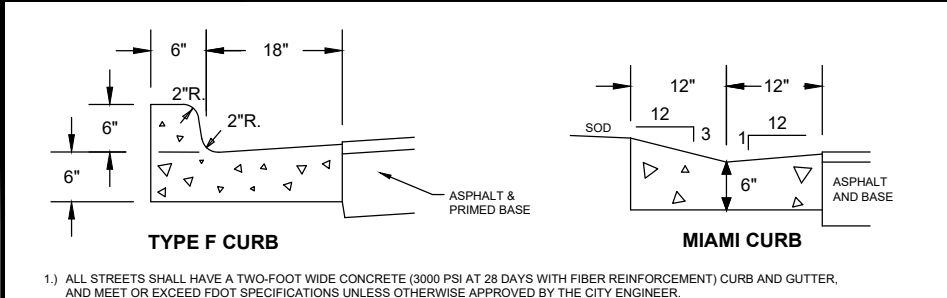 6" 18"
2"R.
6"
2"R.
6"
ASPHALT &
PRIMED BASE
TYPE F CURB
12" 12"
SOD
12
3
1
12
6"
ASPHALT
AND BASE
MIAMI CURB
1.) ALL STREETS SHALL HAVE A TWO-FOOT WIDE CONCRETE (3000 PSI AT 28 DAYS WITH FIBER REINFORCEMENT) CURB AND GUTTER,
AND MEET OR EXCEED FDOT SPECIFICATIONS UNLESS OTHERWISE APPROVED BY THE CITY ENGINEER.